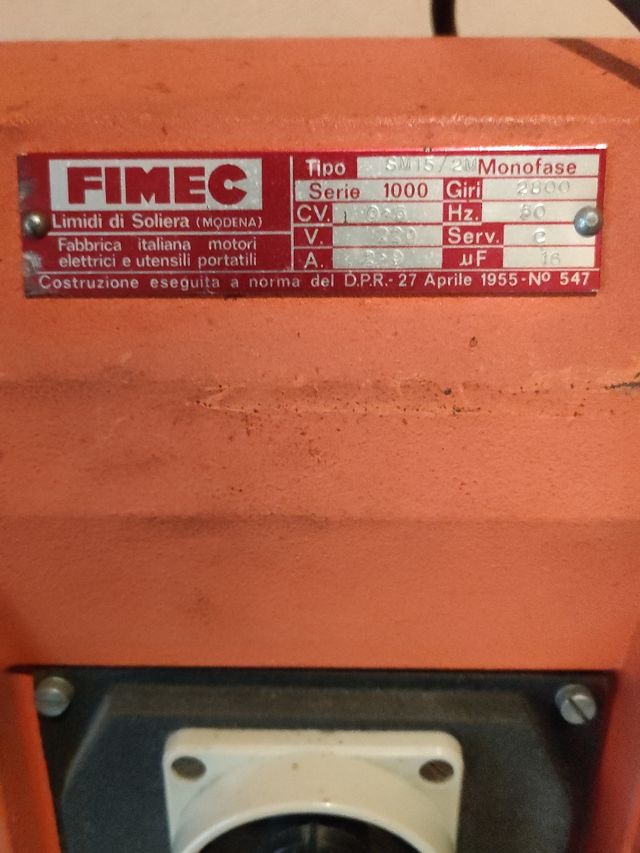 FIMEC
Limidi di Soliera (MODENA)
Fabbrica italiana motori
elettrici e utensili portatili
Tipo SM15/2M Monofase
Serie 1000 Giri 2800
CV. Hz. 50
V. 220 Serv. C
A. µF 16
Costruzione eseguita a norma del D.P.R.-27 Aprile 1955-Nº 547